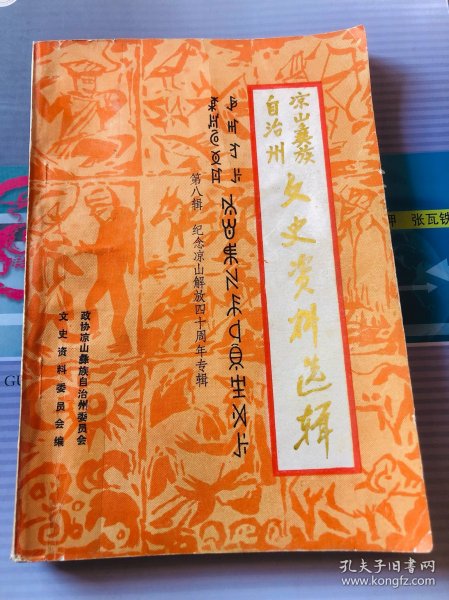 凉山彝族
自治州
文史资料选辑
第八辑 纪念凉山解放四十周年专辑
政协凉山彝族自治州委员会
文史资料委员会编
张瓦铁
GU
孔夫子旧书网
www.kongfz.com